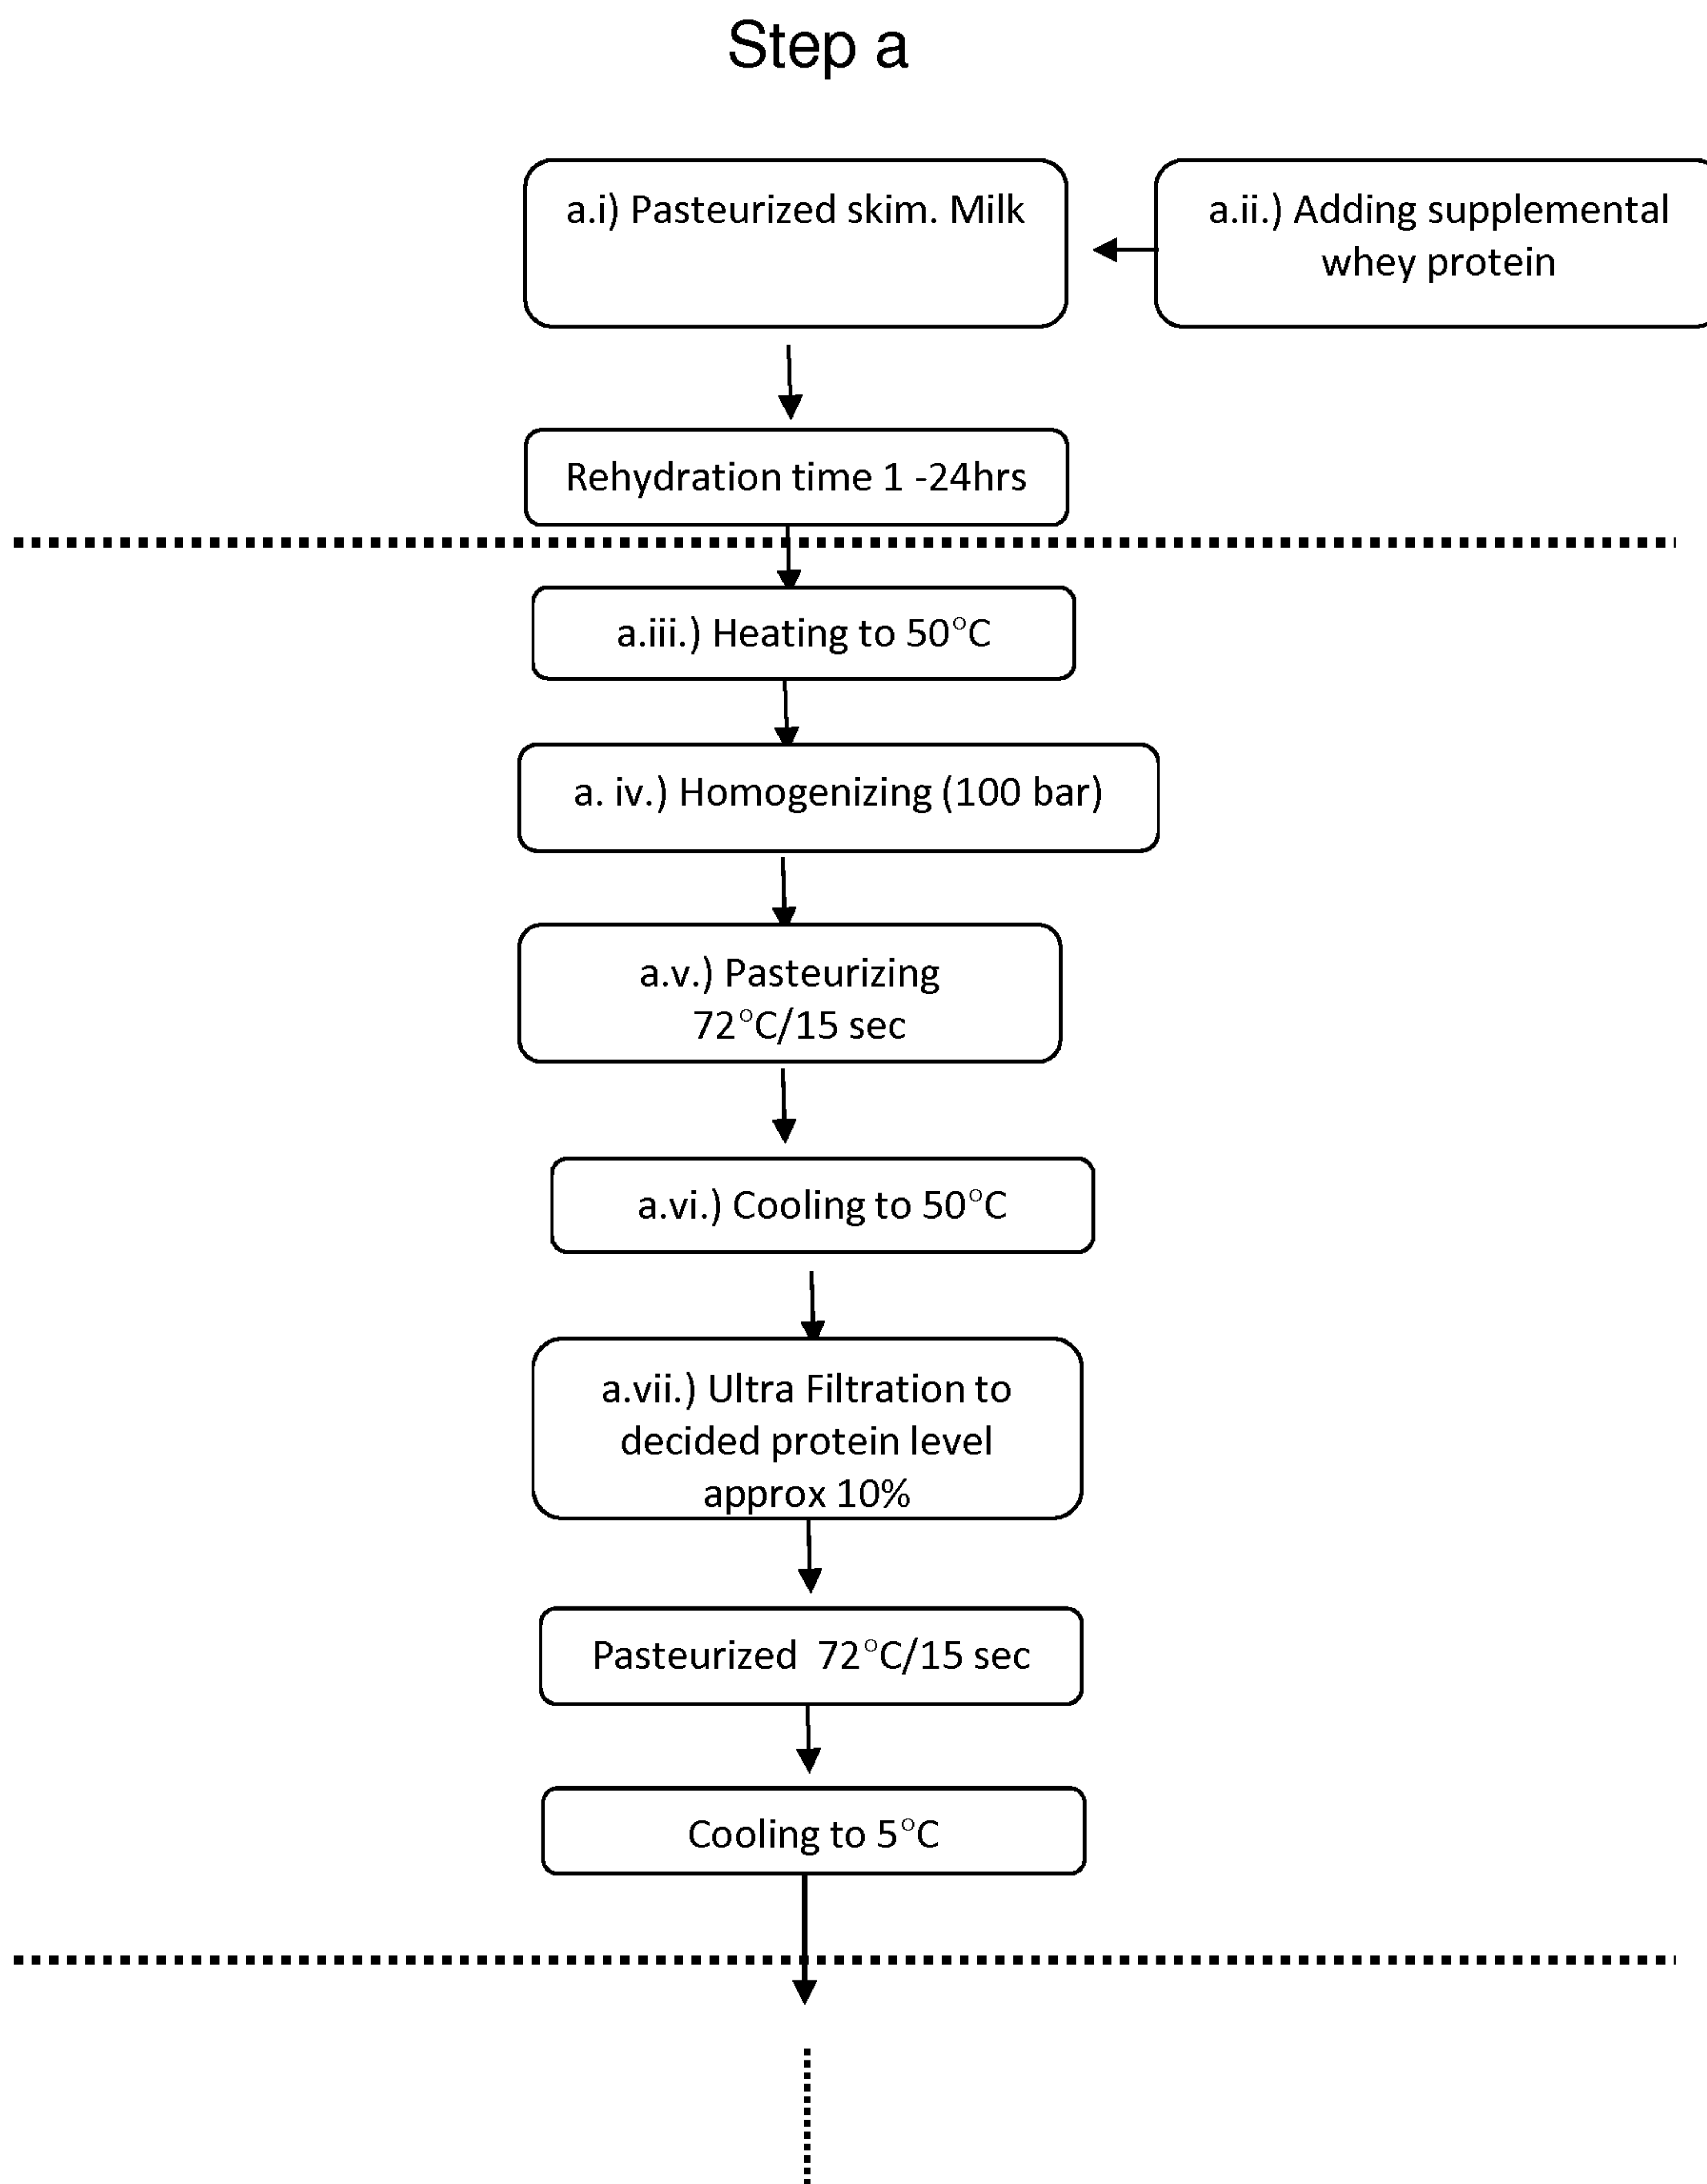 Step a
a.i) Pasteurized skim. Milk
a.ii.) Adding supplemental
whey protein
Rehydration time 1 -24hrs
a.iii.) Heating to 50°C
a. iv.) Homogenizing (100 bar)
a.v.) Pasteurizing
72°C/15 sec
a.vi.) Cooling to 50°C
a.vii.) Ultra Filtration to
decided protein level
approx 10%
Pasteurized  72°C/15 sec
Cooling to 5°C